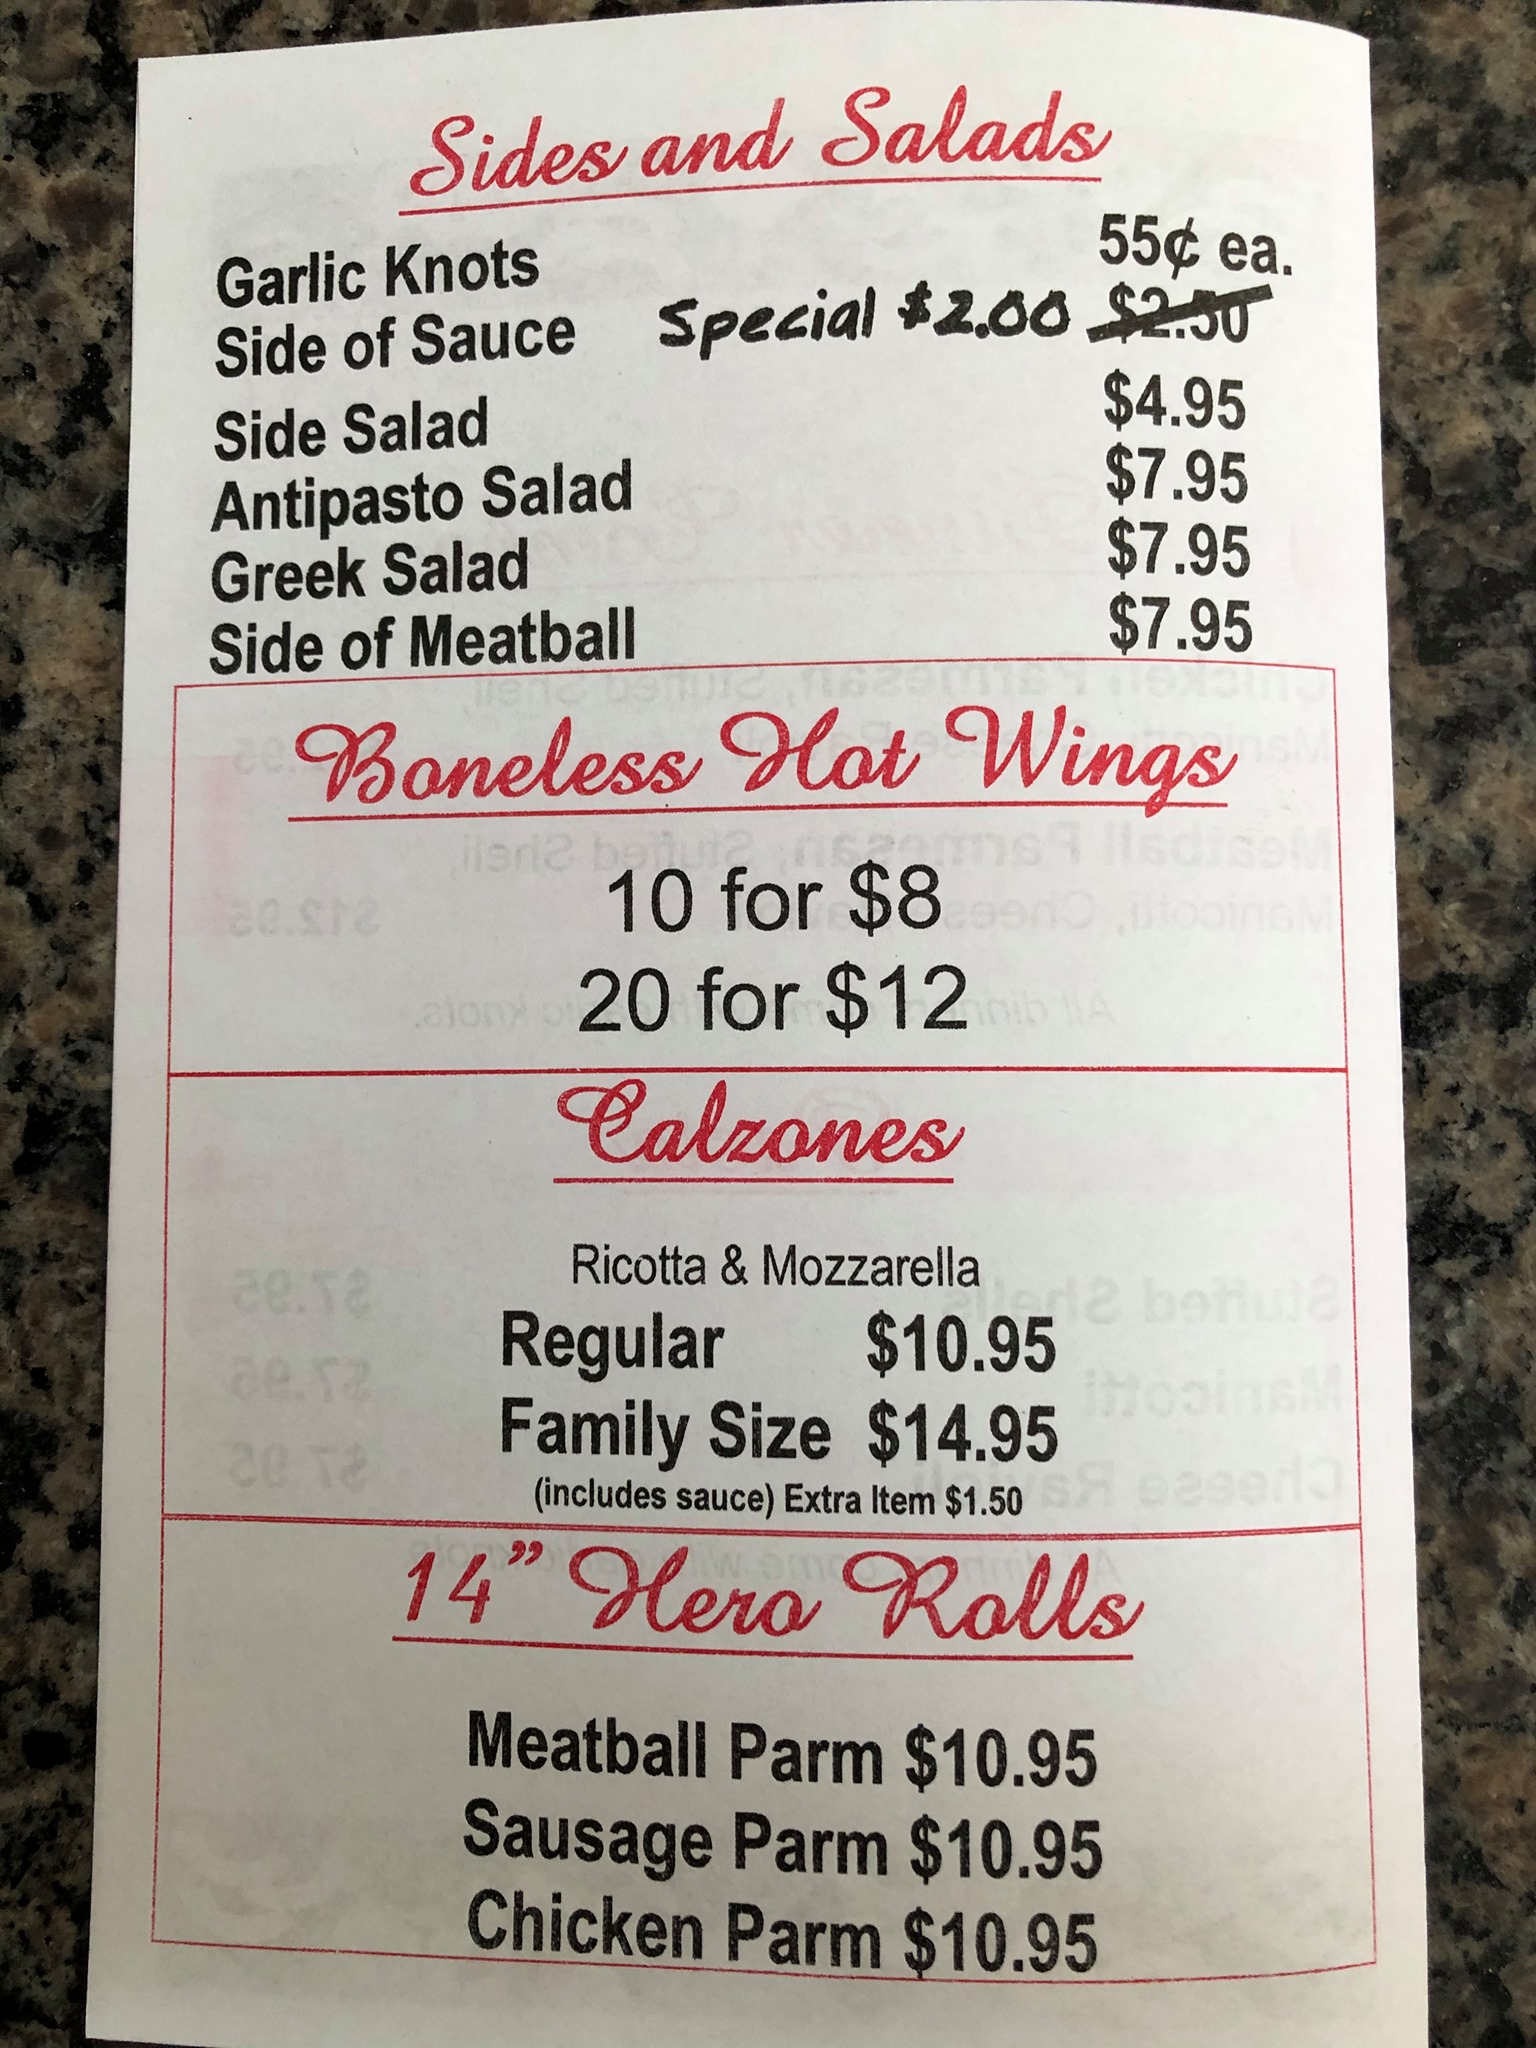 Sides and Salads
Garlic Knots 55¢ ea.
Side of Sauce Special $2.00 $2.50
Side Salad $4.95
Antipasto Salad $7.95
Greek Salad $7.95
Side of Meatball $7.95
Boneless Hot Wings
10 for $8
20 for $12
Calzones
Ricotta & Mozzarella
Regular $10.95
Family Size $14.95
(includes sauce) Extra Item $1.50
14” Hero Rolls
Meatball Parm $10.95
Sausage Parm $10.95
Chicken Parm $10.95